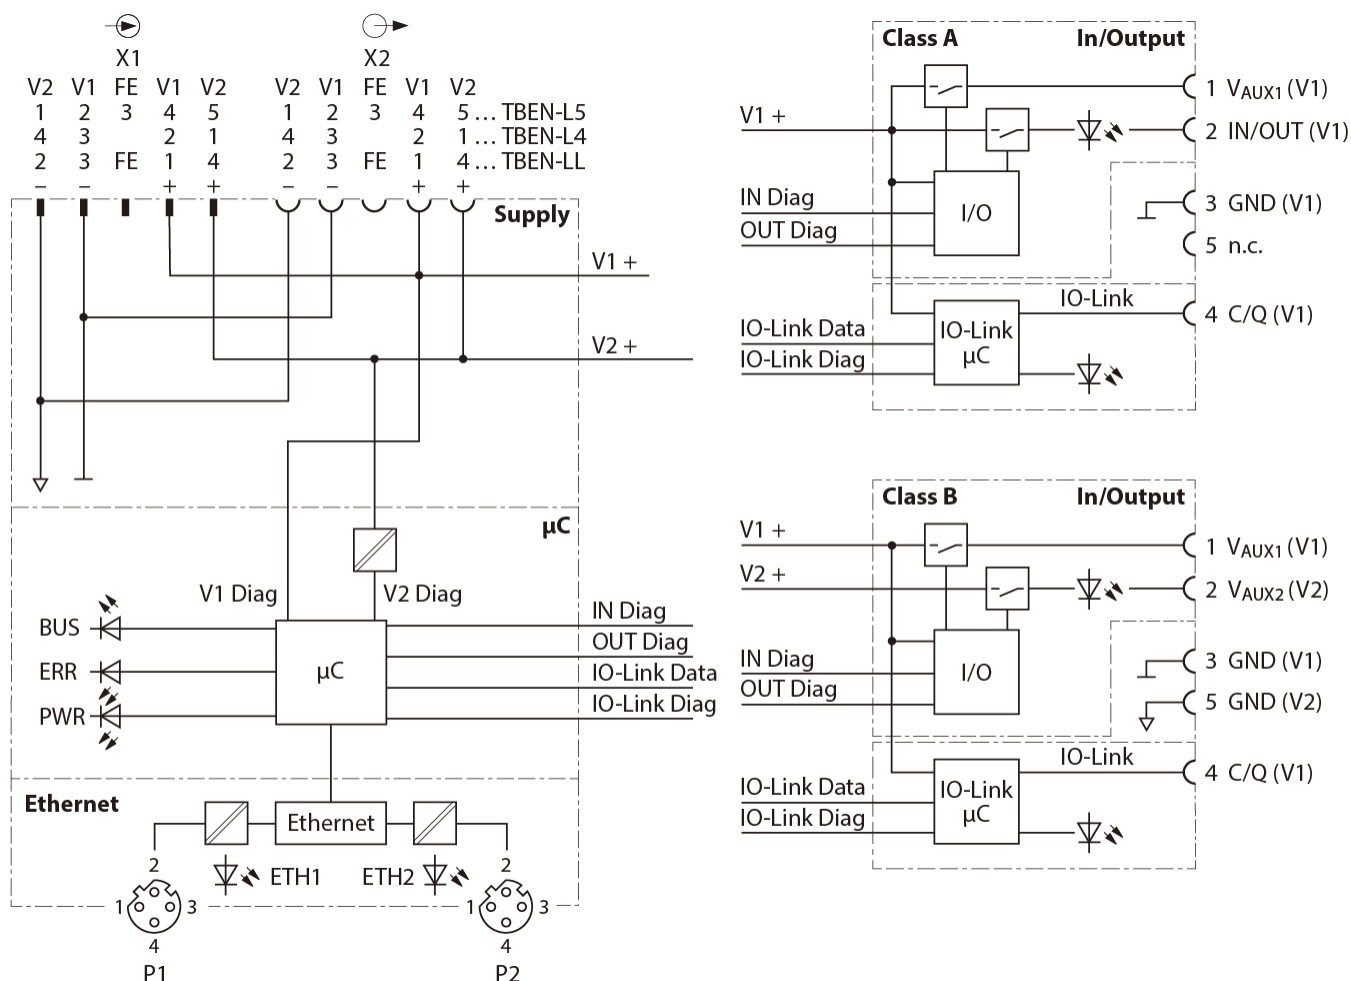 X1 X2
V2 V1 FE V1 V2 V2 V1 FE V1 V2
1 2 3 4 5 1 2 3 4 5 ... TBEN-L5
4 3 2 1 4 3 2 1 ... TBEN-L4
2 3 FE 1 4 2 3 FE 1 4 ... TBEN-LL
– – + + – – + +
Supply
V1 +
V2 +
µC
V1 Diag V2 Diag
BUS
ERR
PWR
µC
IN Diag
OUT Diag
IO-Link Data
IO-Link Diag
Ethernet
Ethernet
2 ETH1 ETH2 2
1 3 1 3
4 4
P1 P2
Class A In/Output
1 VAUX1 (V1)
V1 +
2 IN/OUT (V1)
IN Diag
OUT Diag
I/O
3 GND (V1)
5 n.c.
IO-Link
4 C/Q (V1)
IO-Link Data
IO-Link Diag
IO-Link
µC
Class B In/Output
V1 +
1 VAUX1 (V1)
V2 +
2 VAUX2 (V2)
IN Diag
OUT Diag
I/O
3 GND (V1)
5 GND (V2)
IO-Link
4 C/Q (V1)
IO-Link Data
IO-Link Diag
IO-Link
µC